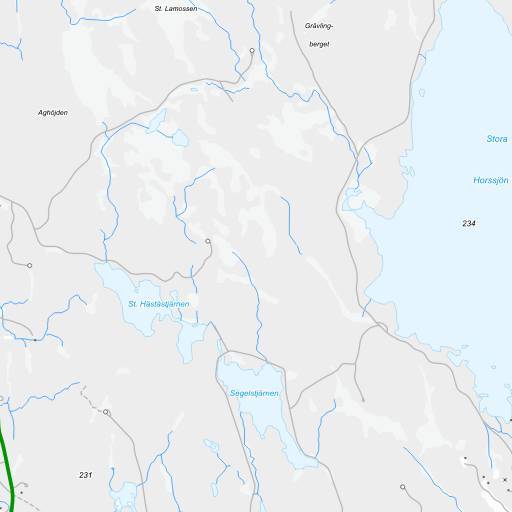 St. Lamossen
Grävling-
berget
Aghöjden
Stora
Horssjön
234
St. Hästastjärnen
Segelstjärnen
231